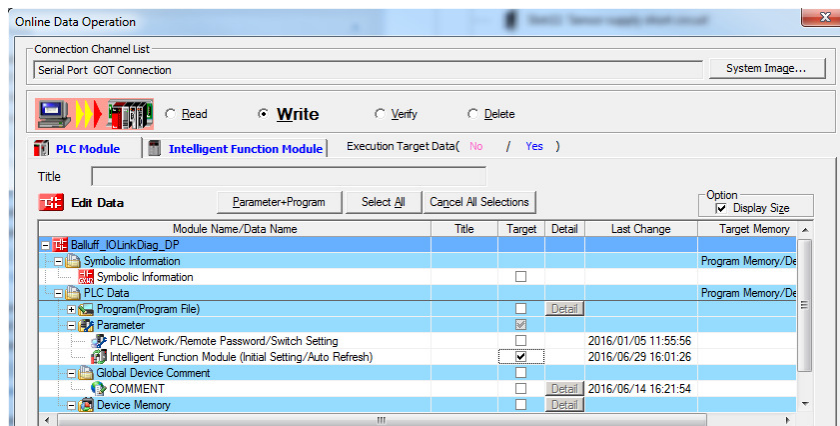 Online Data Operation
Connection Channel List
Serial Port GOT Connection
System Image...
Read Write Verify Delete
PLC Module Intelligent Function Module Execution Target Data( No / Yes )
Title
Edit Data Parameter+Program Select All Cancel All Selections Option
Display Size
Module Name/Data Name Title Target Detail Last Change Target Memory
Balluff_IOLinkDiag_DP
Symbolic Information Program Memory/De
Symbolic Information
PLC Data Program Memory/De
Program(Program File) Detail
Parameter
PLC/Network/Remote Password/Switch Setting 2016/01/05 11:55:56
Intelligent Function Module (Initial Setting/Auto Refresh) 2016/06/29 16:01:26
Global Device Comment
COMMENT Detail 2016/06/14 16:21:54
Device Memory Detail